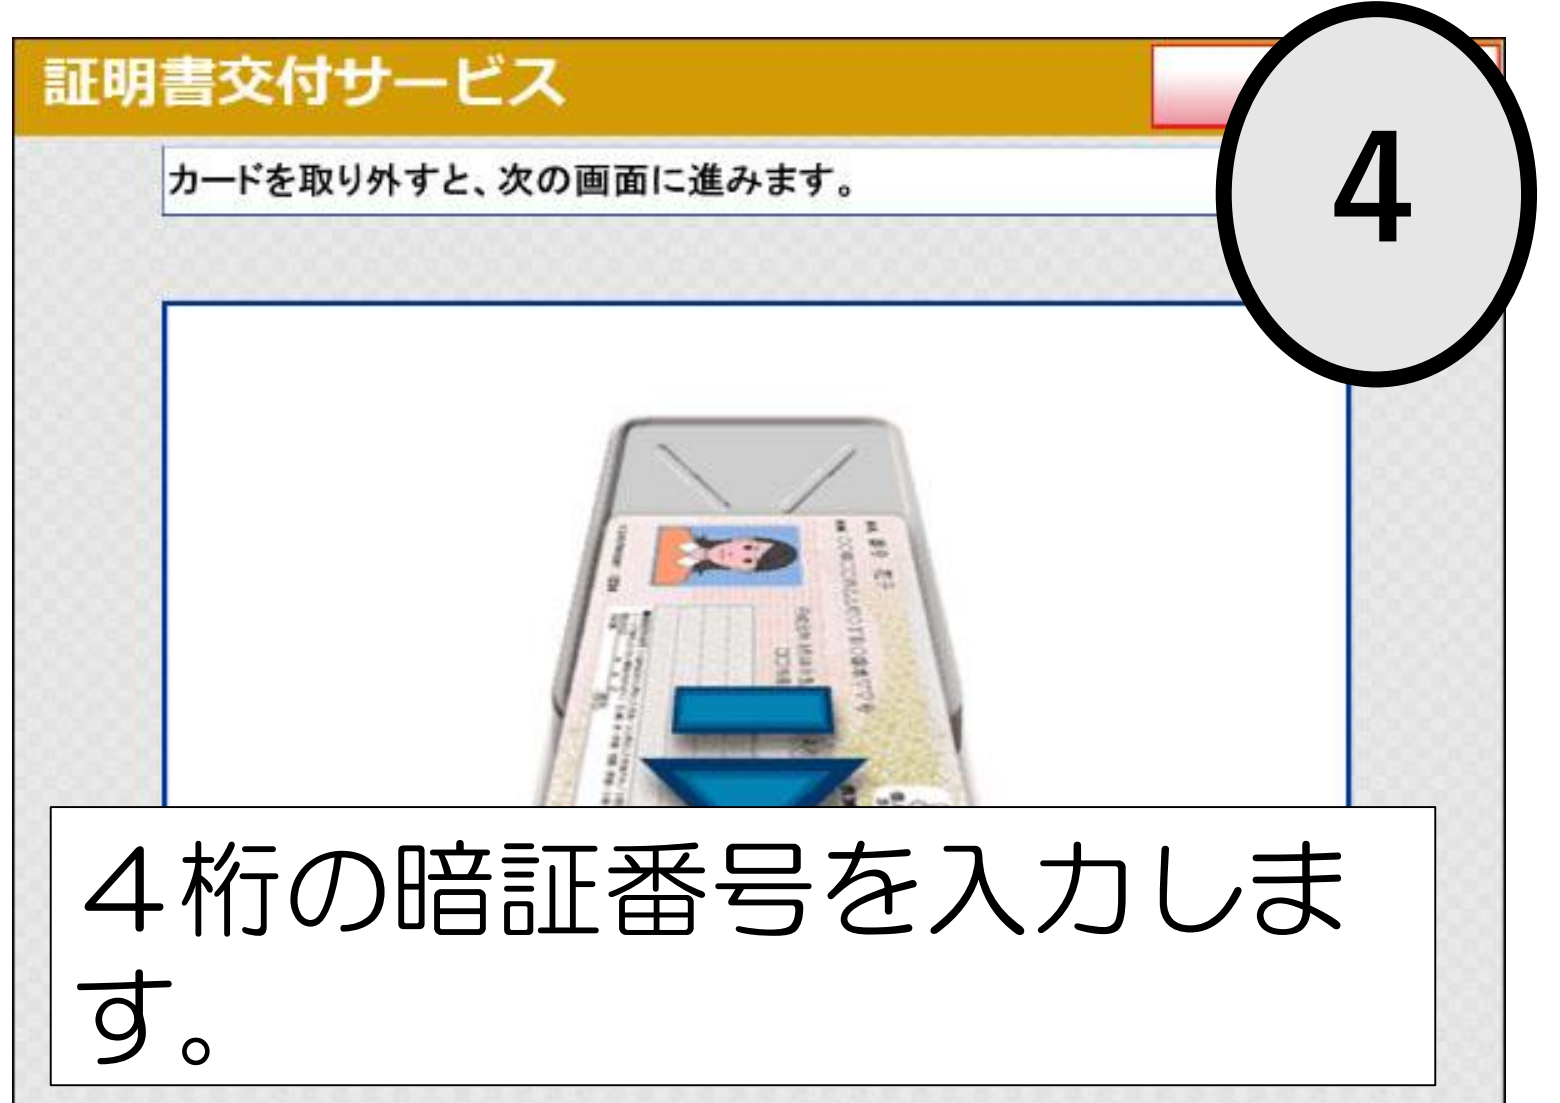 証明書交付サービス
4
カードを取り外すと、次の画面に進みます。
４桁の暗証番号を入力しま
す。